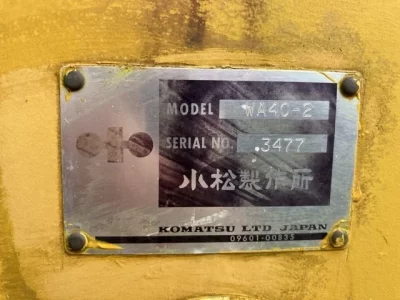 MODEL WA40-2
SERIAL NO. 3477
小松製作所
KOMATSU LTD JAPAN
09601-00835